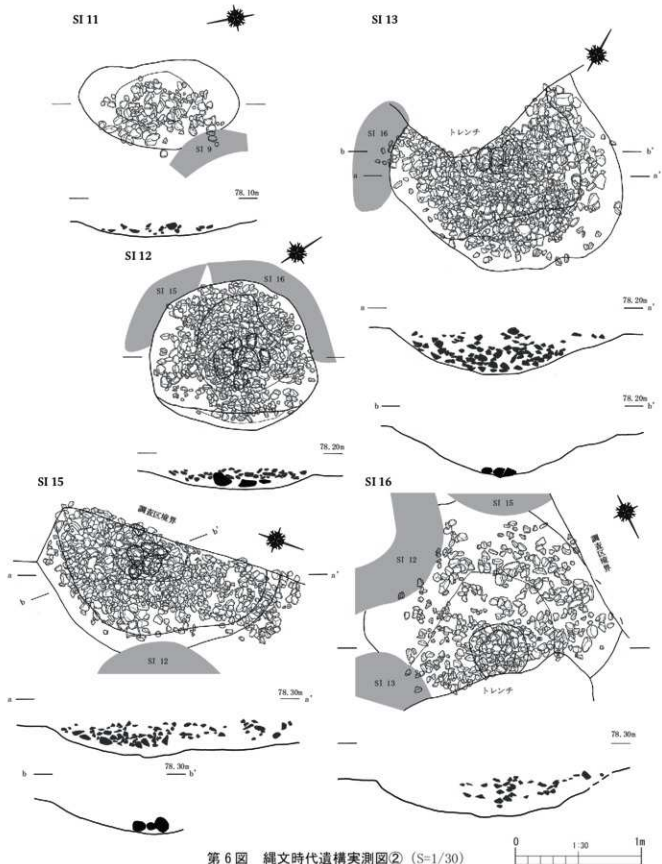 SI 11
SI 9
78.10m
SI 13
トレンチ
SI 16
b
b'
a
a'
a
78.20m
a'
b
78.20m
b'
SI 12
SI 15
SI 16
78.20m
SI 15
調査区境界
b'
a
a'
b
SI 12
a
78.30m
a'
b
78.30m
b'
SI 16
SI 15
調査区境界
SI 12
SI 13
トレンチ
78.30m
第6図 縄文時代遺構実測図② (S=1/30)
0
1:30
1m